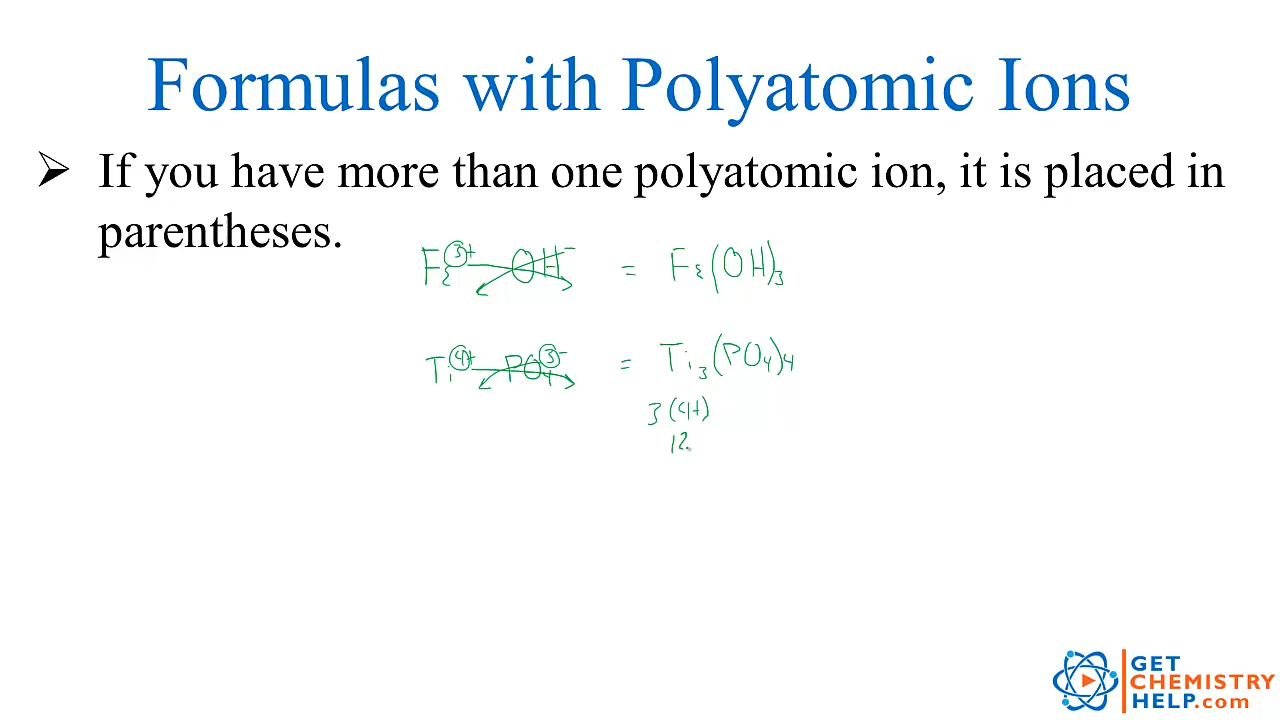 Formulas with Polyatomic Ions
➢ If you have more than one polyatomic ion, it is placed in
parentheses.
Fe³⁺ OH⁻ = Fe(OH)₃
Ti⁴⁺ PO₄³⁻ = Ti₃(PO₄)₄
3(4+)
12
GET
CHEMISTRY
HELP.com